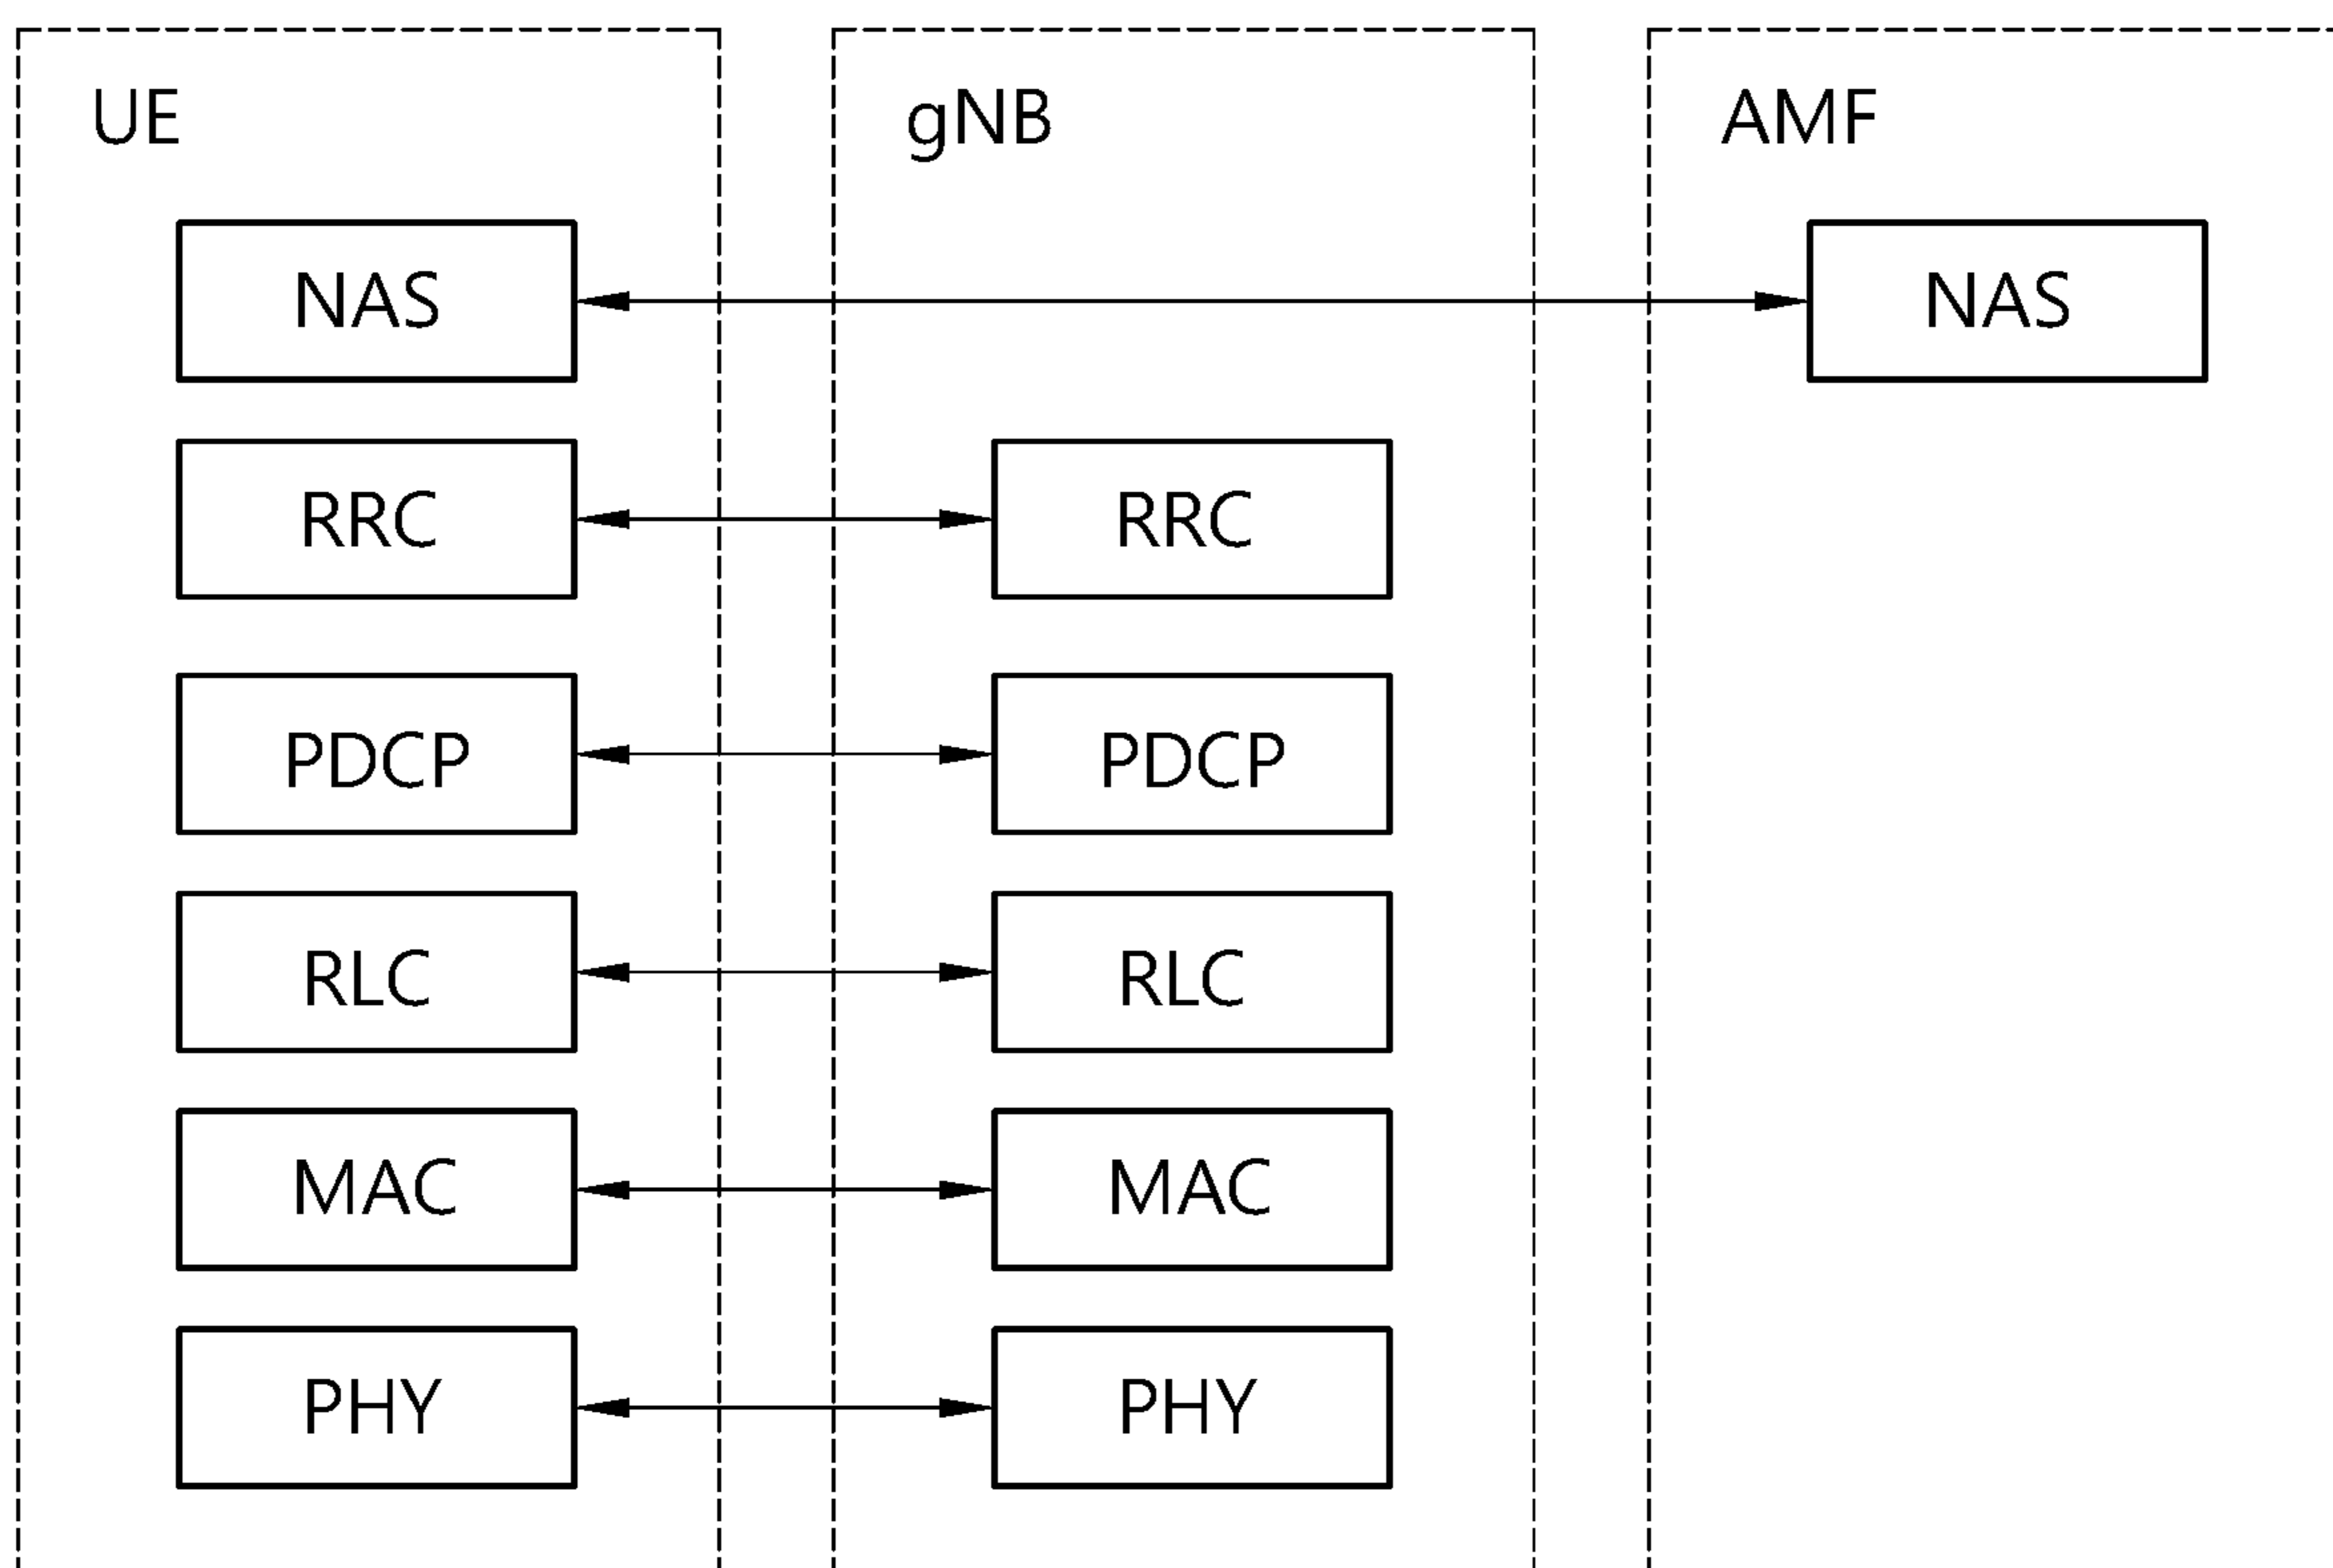 UE
gNB
AMF
NAS
NAS
RRC
RRC
PDCP
PDCP
RLC
RLC
MAC
MAC
PHY
PHY